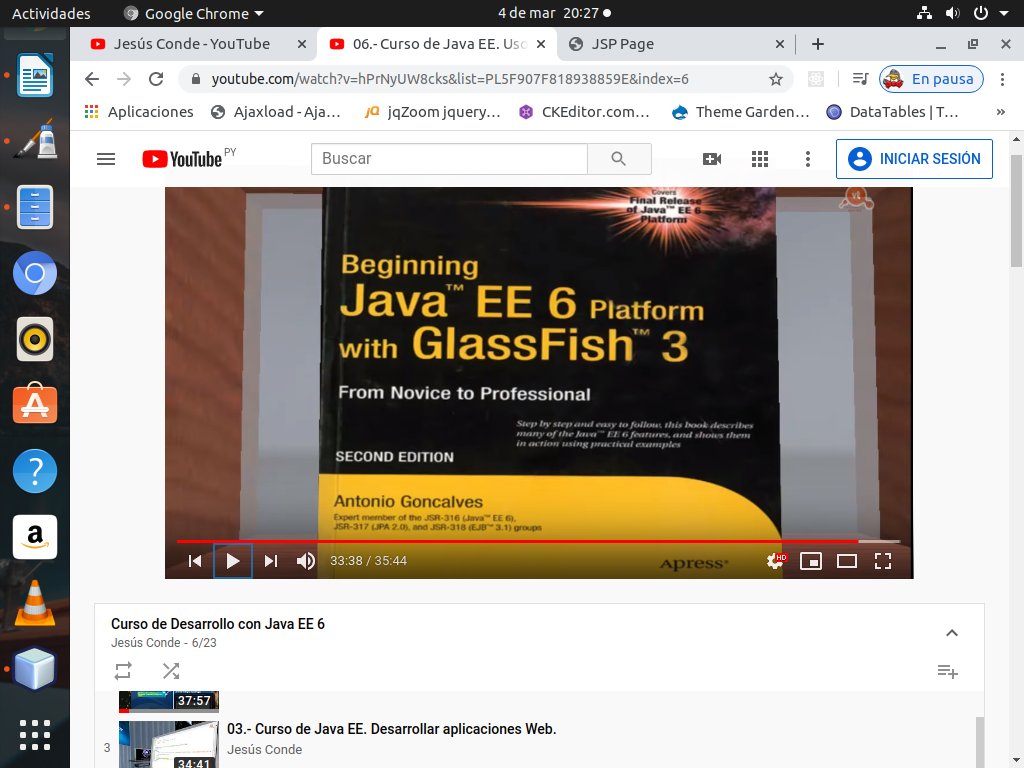 Actividades
Google Chrome
4 de mar 20:27
Jesús Conde - YouTube
06.- Curso de Java EE. Uso
JSP Page
youtube.com/watch?v=hPrNyUW8cks&list=PL5F907F818938859E&index=6
En pausa
Aplicaciones
Ajaxload - Aja…
jqZoom jquery…
CKEditor.com…
Theme Garden…
DataTables | T…
»
YouTube PY
Buscar
INICIAR SESIÓN
Covers
Final Release
of Java™ EE 6
Platform
Beginning
Java™ EE 6 Platform
with GlassFish™ 3
From Novice to Professional
Step by step and easy to follow, this book describes
many of the Java™ EE 6 features, and shows them
in action using practical examples
SECOND EDITION
Antonio Goncalves
Expert member of the JSR-316 (Java™ EE 6),
JSR-317 (JPA 2.0), and JSR-318 (EJB™ 3.1) groups
Apress®
33:38 / 35:44
HD
Curso de Desarrollo con Java EE 6
Jesús Conde - 6/23
37:57
3
34:41
03.- Curso de Java EE. Desarrollar aplicaciones Web.
Jesús Conde